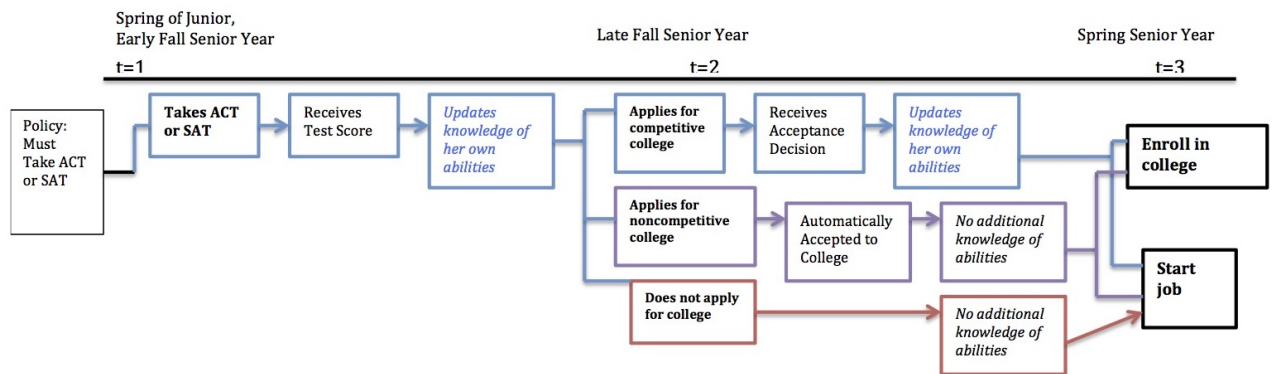 Spring of Junior,
Early Fall Senior Year
Late Fall Senior Year
Spring Senior Year
t=1
t=2
t=3
Policy:
Must
Take ACT
or SAT
Takes ACT
or SAT
Receives
Test Score
Updates
knowledge of
her own
abilities
Applies for
competitive
college
Receives
Acceptance
Decision
Updates
knowledge of
her own
abilities
Enroll in
college
Applies for
noncompetitive
college
Automatically
Accepted to
College
No additional
knowledge of
abilities
Start
job
Does not apply
for college
No additional
knowledge of
abilities